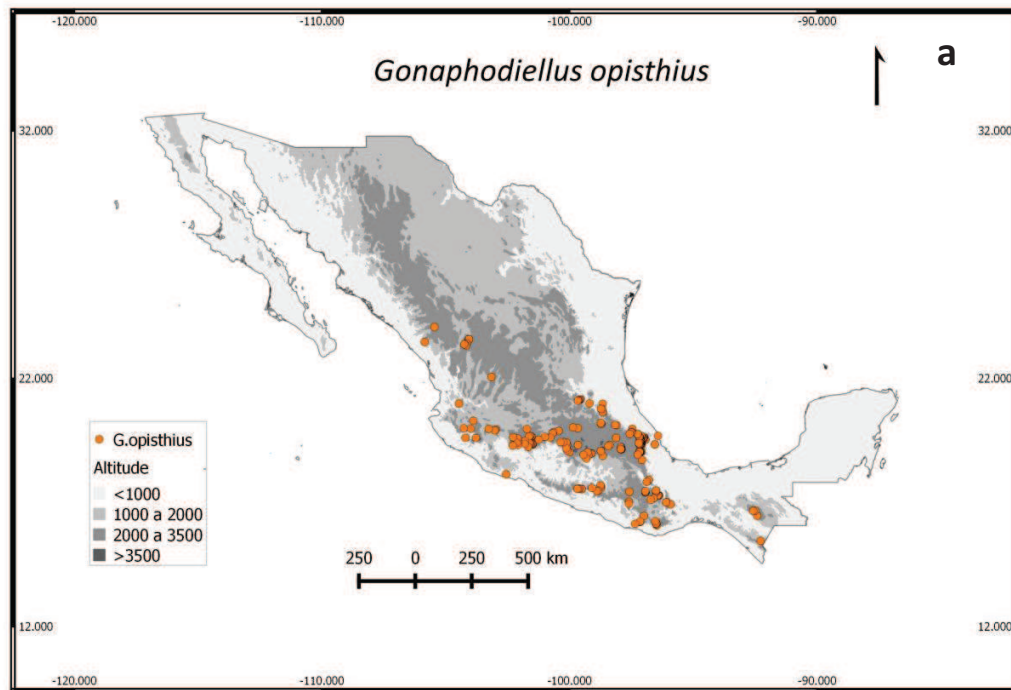 -120.000 -110.000 -100.000 -90.000
Gonaphodiellus opisthius
a
32.000 32.000
22.000 22.000
G.opisthius
Altitude
<1000
1000 a 2000
2000 a 3500
>3500
250 0 250 500 km
12.000 12.000
-120.000 -110.000 -100.000 -90.000